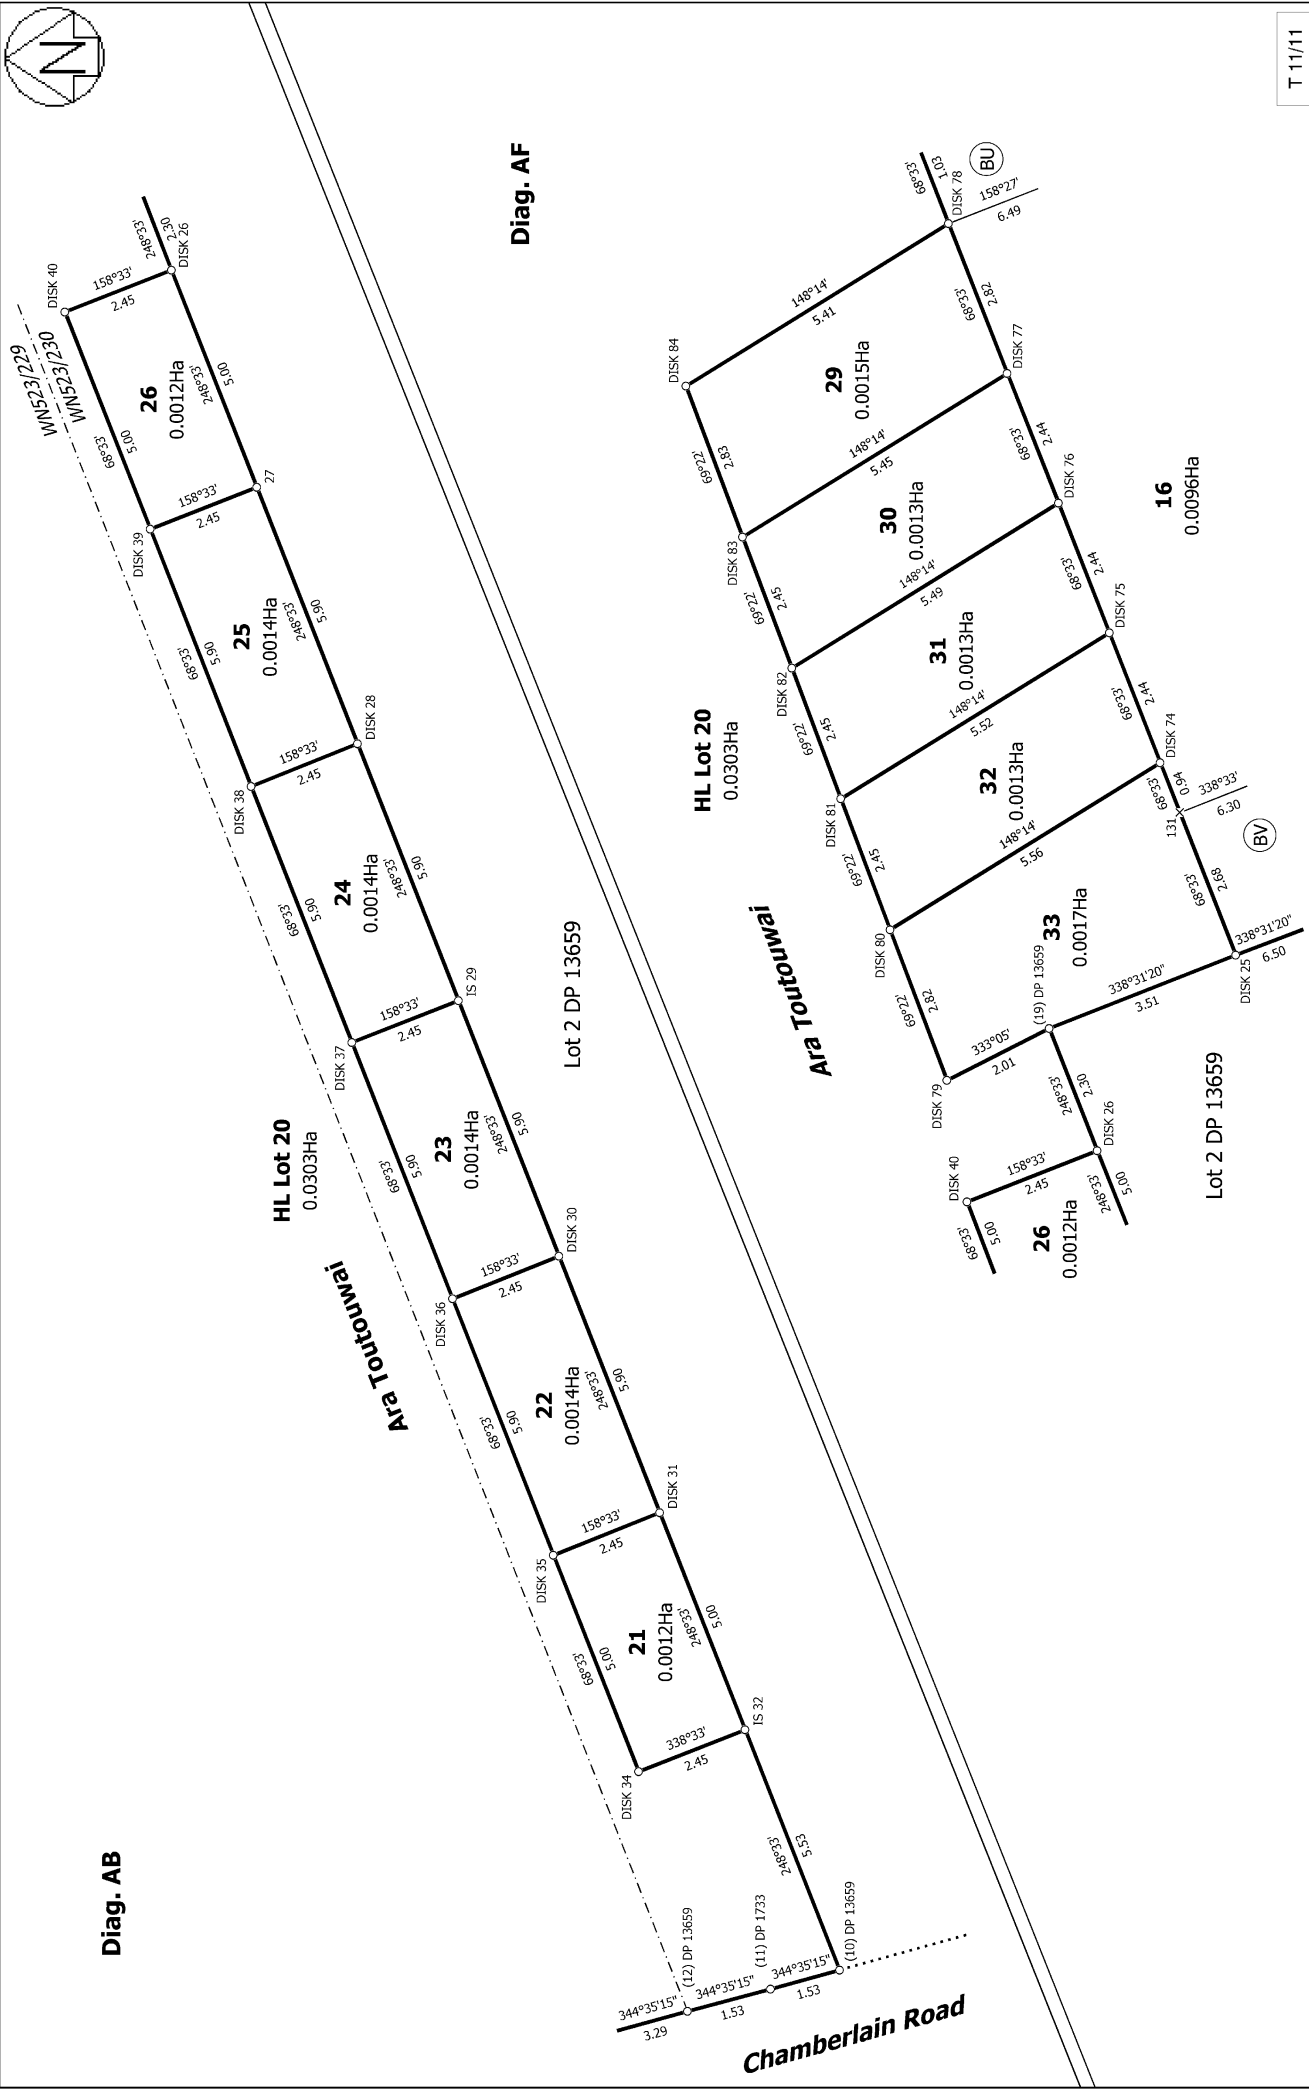 N
T 11/11
Diag. AB
WN523/229
WN523/230
DISK 40
158°33'
2.45
248°33'
2.30
DISK 26
68°33'
5.00
26
0.0012Ha
248°33'
5.00
DISK 39
158°33'
2.45
27
68°33'
5.90
25
0.0014Ha
248°33'
5.90
DISK 38
158°33'
2.45
DISK 28
68°33'
5.90
24
0.0014Ha
248°33'
5.90
DISK 37
158°33'
2.45
IS 29
68°33'
5.90
23
0.0014Ha
248°33'
5.90
DISK 36
158°33'
2.45
DISK 30
68°33'
5.90
22
0.0014Ha
248°33'
5.90
DISK 35
158°33'
2.45
DISK 31
68°33'
5.00
21
0.0012Ha
248°33'
5.00
DISK 34
338°33'
2.45
IS 32
248°33'
5.53
HL Lot 20
0.0303Ha
Ara Toutouwai
Lot 2 DP 13659
(12) DP 13659
(11) DP 1733
(10) DP 13659
344°35'15"
3.29
344°35'15"
1.53
344°35'15"
1.53
Chamberlain Road
Diag. AF
DISK 84
148°14'
5.41
68°33'
1.03
DISK 78
BU
158°27'
6.49
69°22'
2.83
29
0.0015Ha
68°33'
2.82
DISK 77
DISK 83
148°14'
5.45
69°22'
2.45
30
0.0013Ha
68°33'
2.44
DISK 76
DISK 82
148°14'
5.49
69°22'
2.45
31
0.0013Ha
68°33'
2.44
DISK 75
DISK 81
148°14'
5.52
69°22'
2.45
32
0.0013Ha
68°33'
2.44
DISK 74
DISK 80
148°14'
5.56
68°33'
0.94
131
338°33'
6.30
BV
69°22'
2.82
33
0.0017Ha
68°33'
2.68
DISK 25
338°31'20"
6.50
338°31'20"
3.51
(19) DP 13659
333°05'
2.01
DISK 79
248°33'
2.30
DISK 26
DISK 40
158°33'
2.45
68°33'
5.00
26
0.0012Ha
248°33'
5.00
HL Lot 20
0.0303Ha
Ara Toutouwai
16
0.0096Ha
Lot 2 DP 13659